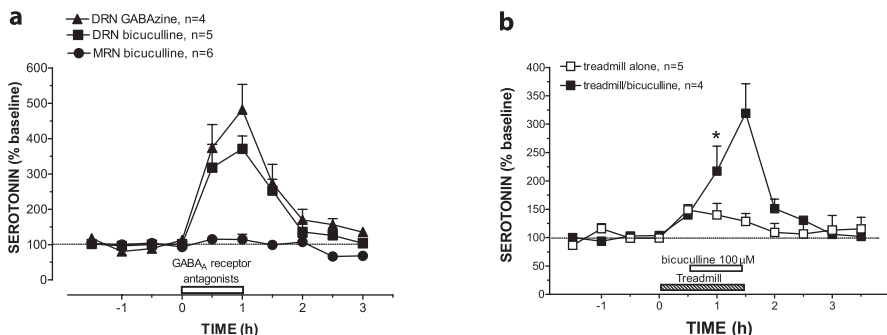 a
DRN GABAzine, n=4
DRN bicuculline, n=5
MRN bicuculline, n=6
SEROTONIN (% baseline)
600
500
400
300
200
100
0
GABAA receptor
antagonists
-1 0 1 2 3
TIME (h)
b
treadmill alone, n=5
treadmill/bicuculline, n=4
SEROTONIN (% baseline)
400
350
300
250
200
150
100
50
0
*
bicuculline 100 µM
Treadmill
-1 0 1 2 3
TIME (h)